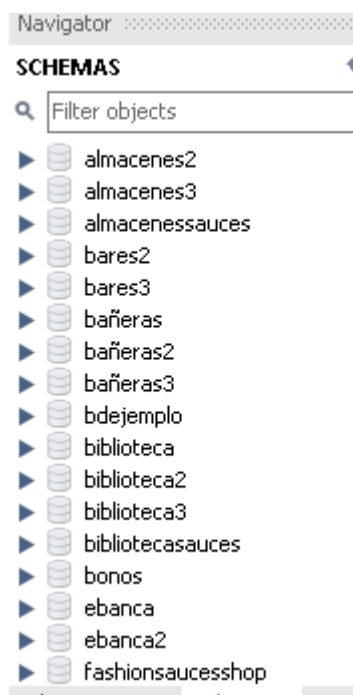 Navigator
SCHEMAS
Filter objects
almacenes2
almacenes3
almacenessauces
bares2
bares3
bañeras
bañeras2
bañeras3
bdejemplo
biblioteca
biblioteca2
biblioteca3
bibliotecasauces
bonos
ebanca
ebanca2
fashionsaucesshop